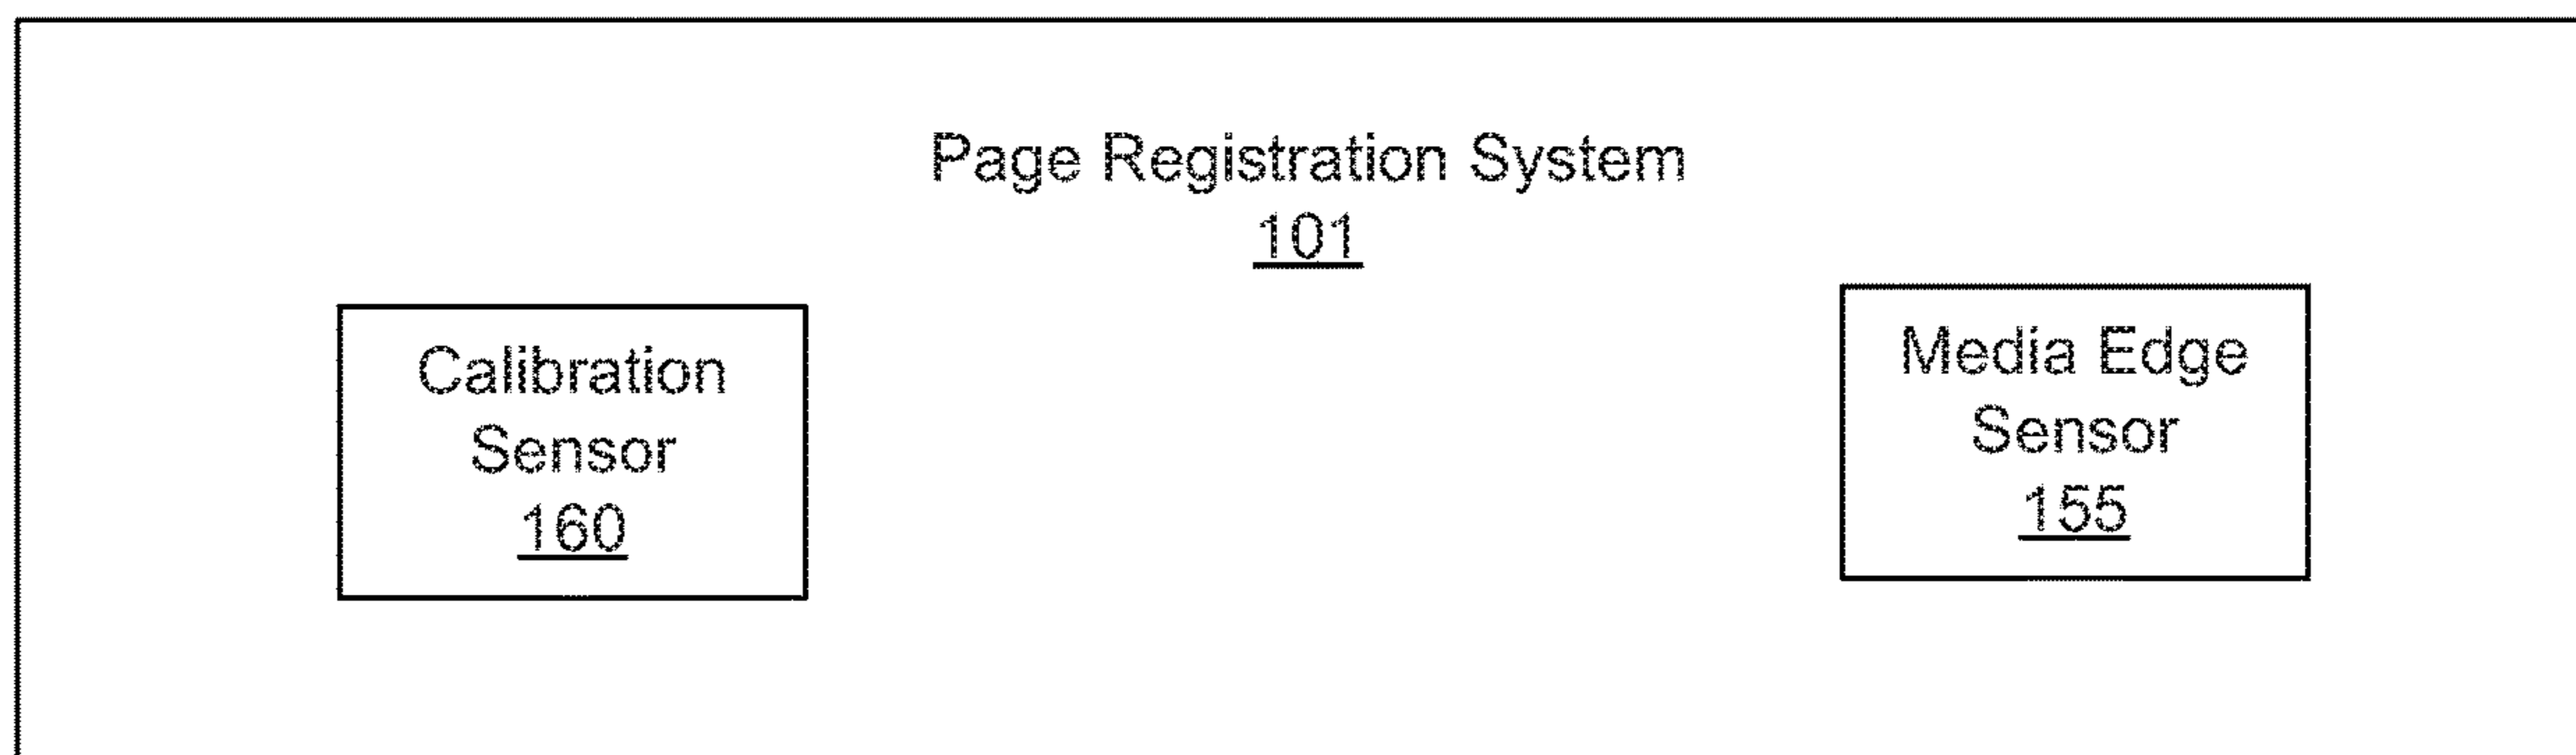 Page Registration System
101
Calibration
Sensor
160
Media Edge
Sensor
155